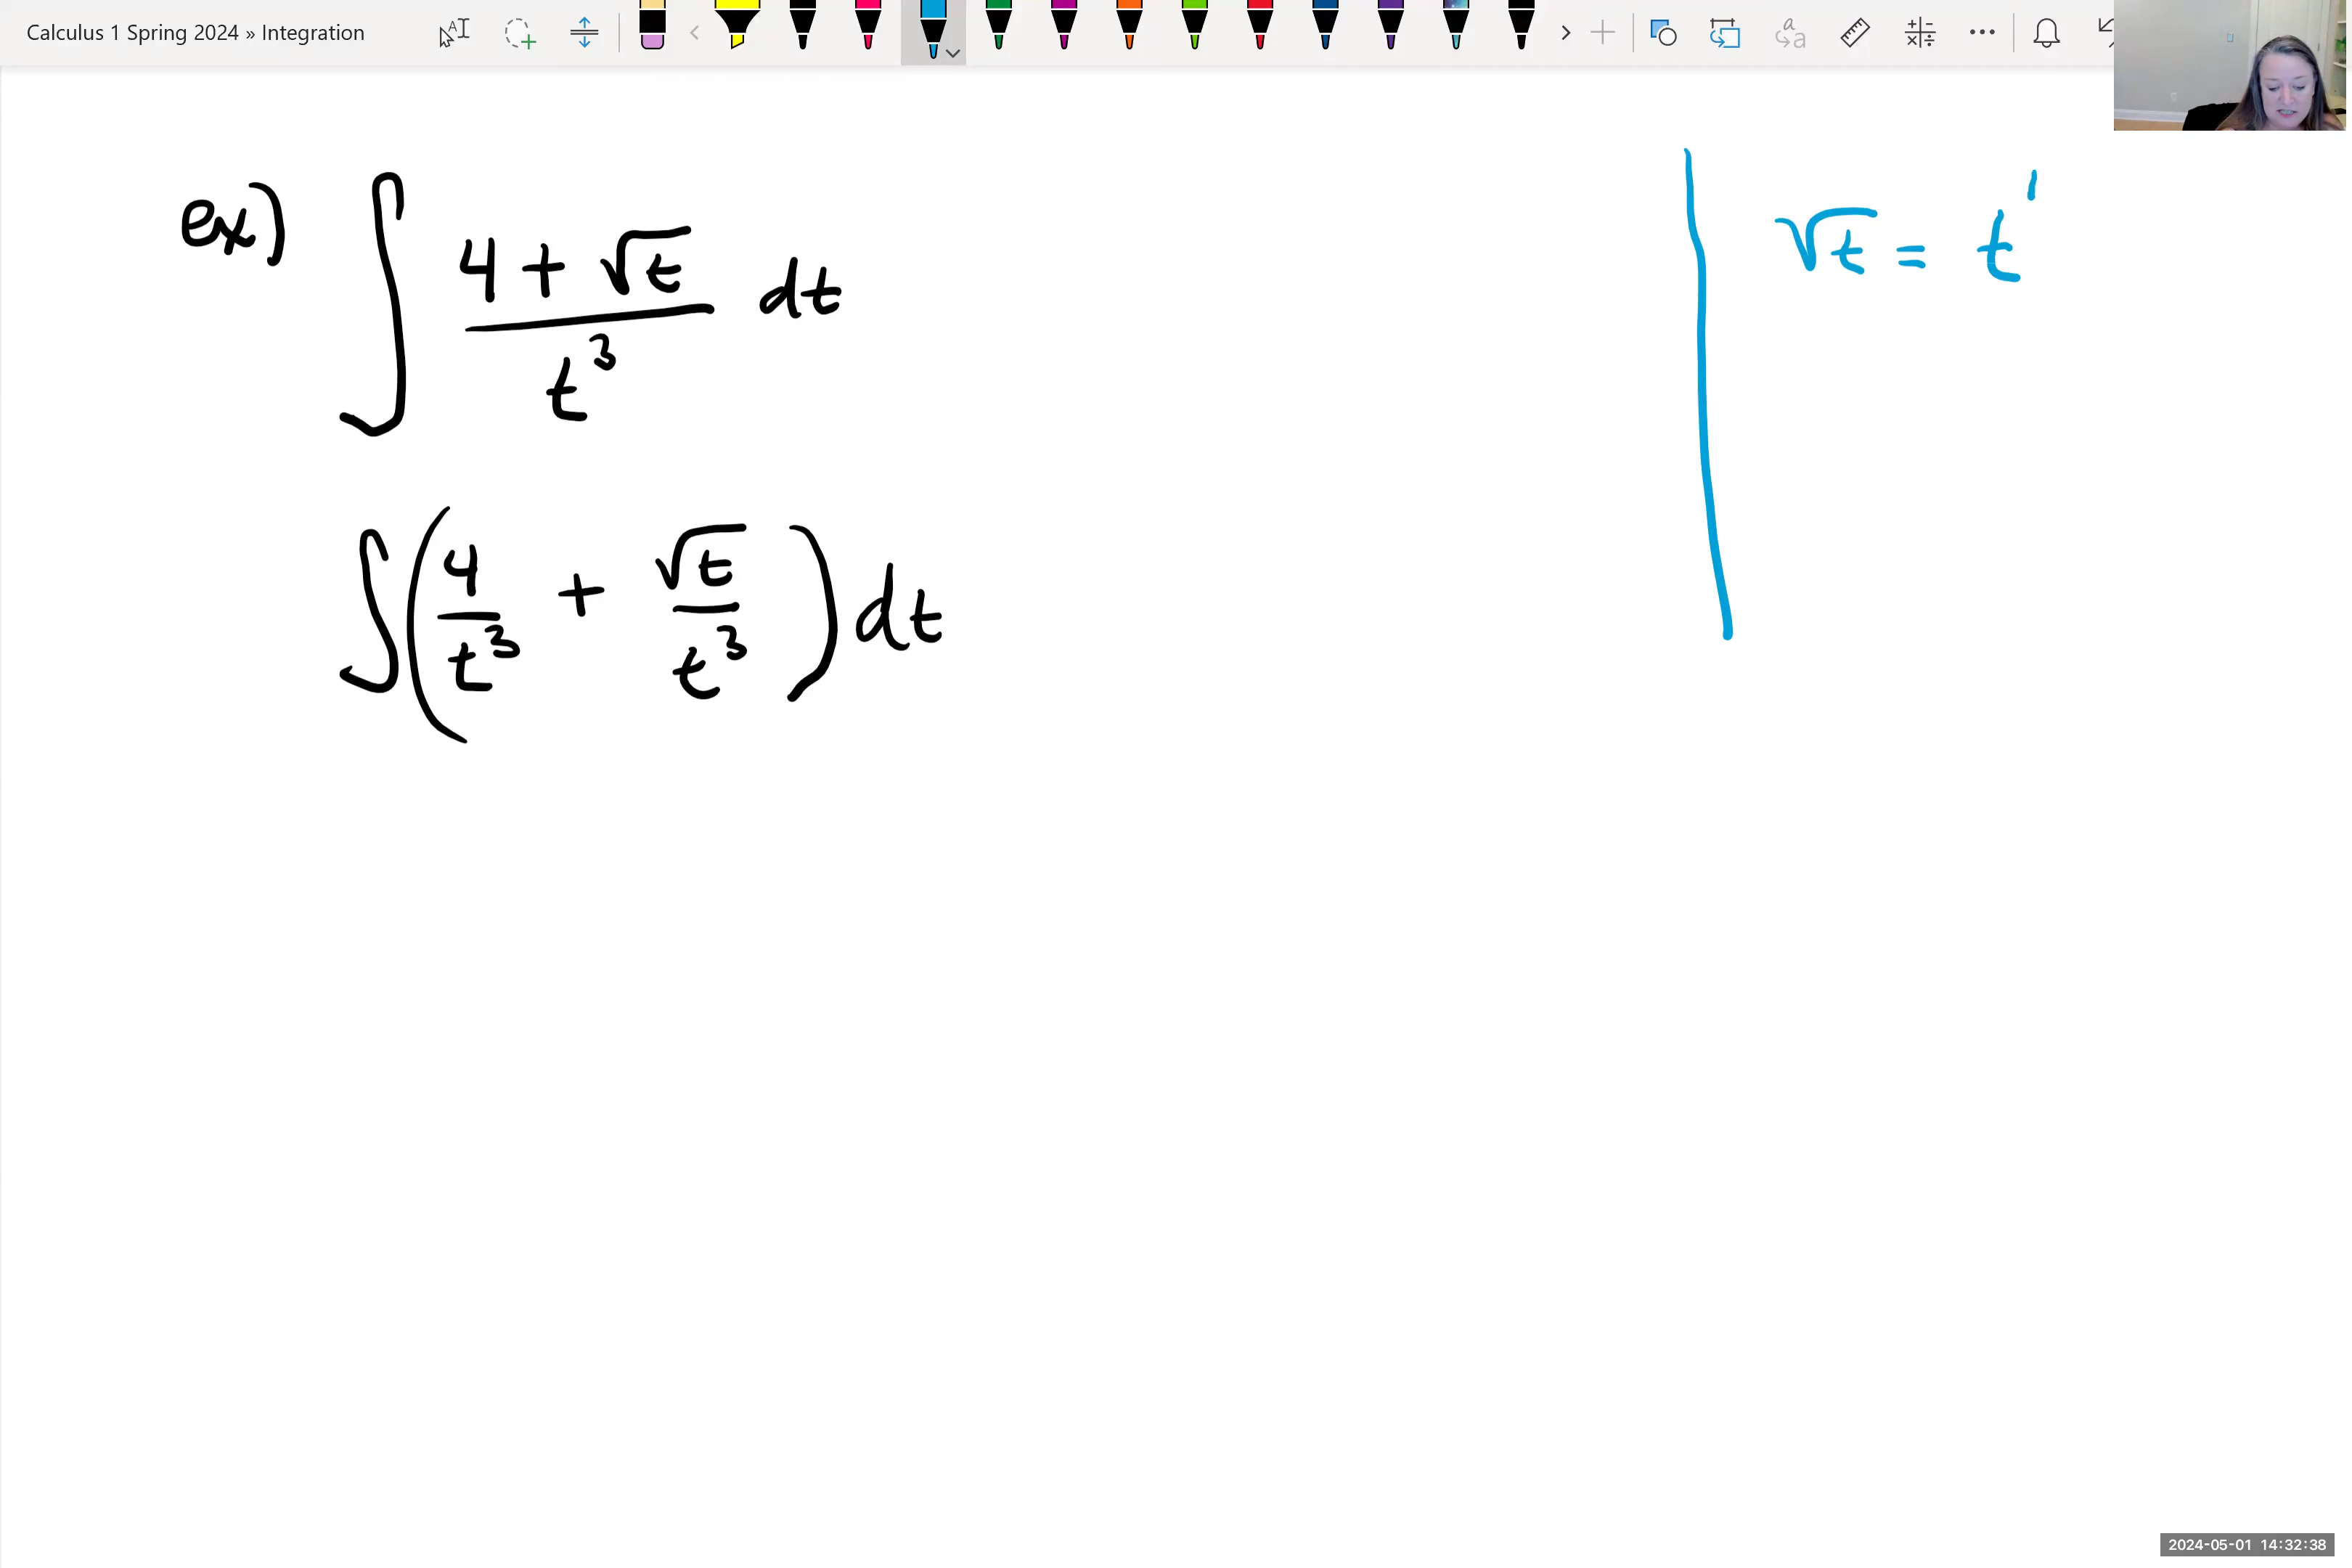 Calculus 1 Spring 2024 » Integration
ex) ∫ (4 + √t)/t³ dt
√t = t'
∫(4/t³ + √t/t³) dt
2024-05-01 14:32:38